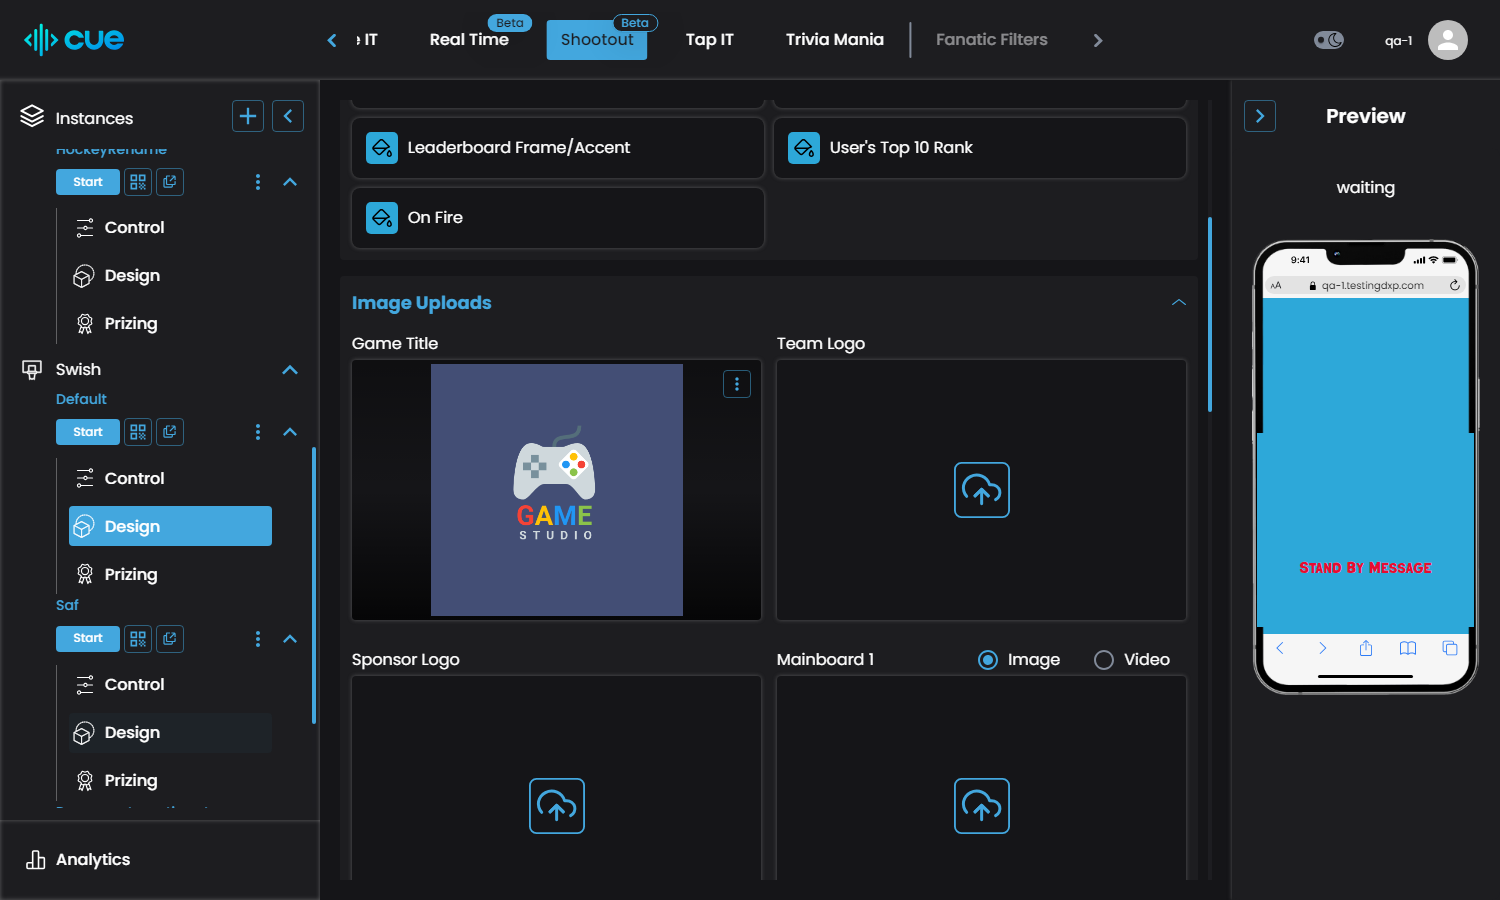 cue
IT
Real Time
Beta
Shootout
Beta
Tap IT
Trivia Mania
Fanatic Filters
qa-1
Instances
HockeyRename
Start
Control
Design
Prizing
Swish
Default
Start
Control
Design
Prizing
Saf
Start
Control
Design
Prizing
Analytics
Leaderboard Frame/Accent
User's Top 10 Rank
On Fire
Image Uploads
Game Title
Team Logo
GAME
STUDIO
Sponsor Logo
Mainboard 1
Image
Video
Preview
waiting
9:41
AA
qa-1.testingdxp.com
Stand By Message